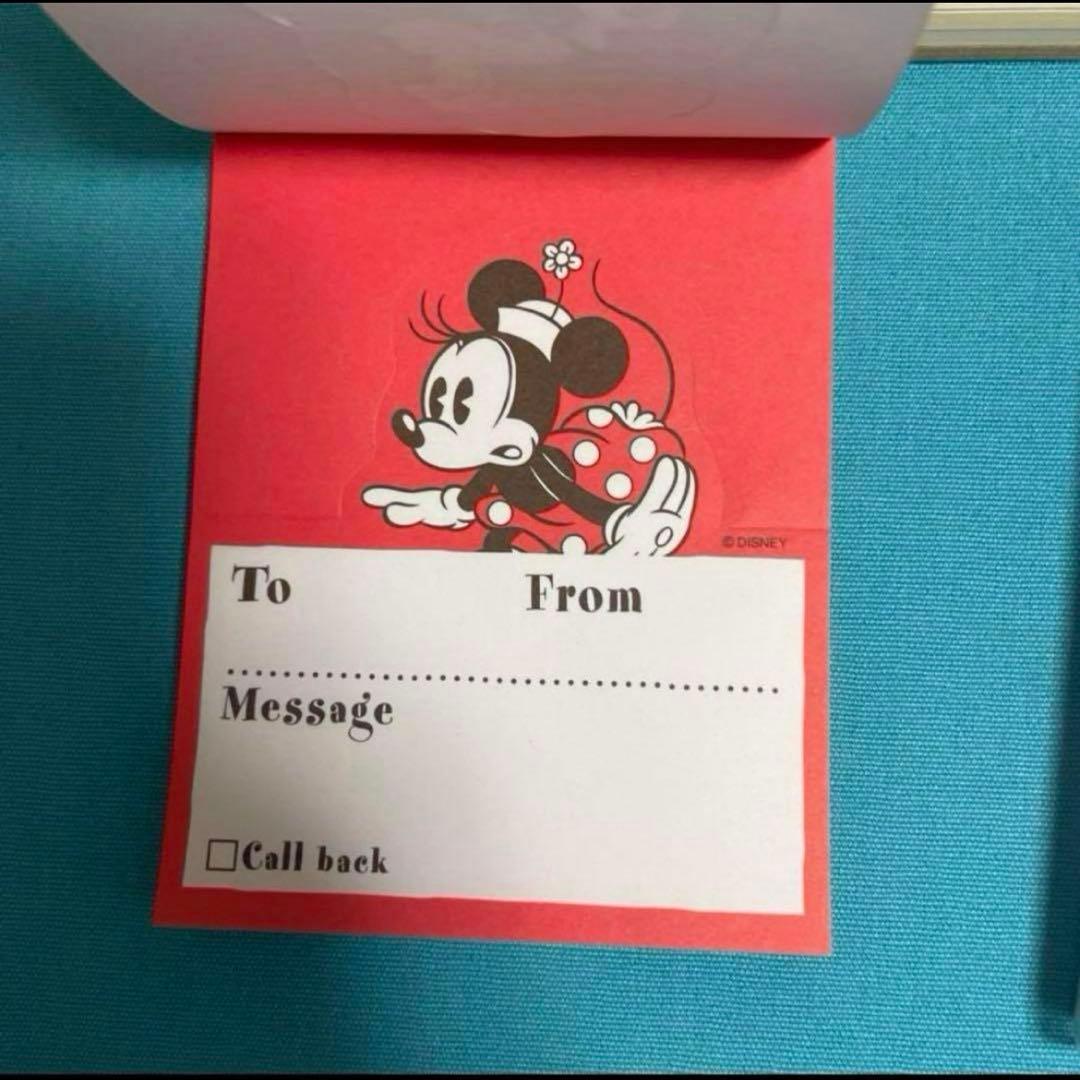 © DISNEY
To From
Message
Call back